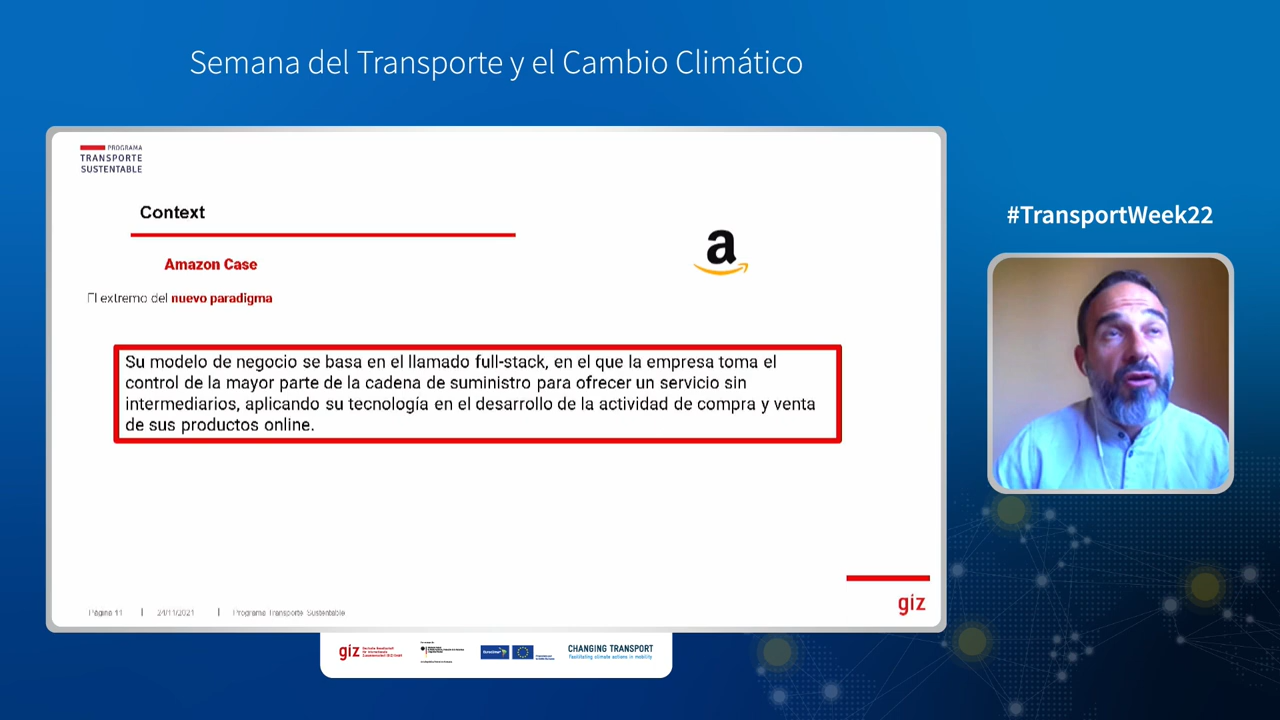 Semana del Transporte y el Cambio Climático
PROGRAMA
TRANSPORTE
SUSTENTABLE
Context
a
Amazon Case
El extremo del nuevo paradigma
Su modelo de negocio se basa en el llamado full-stack, en el que la empresa toma el
control de la mayor parte de la cadena de suministro para ofrecer un servicio sin
intermediarios, aplicando su tecnología en el desarrollo de la actividad de compra y venta
de sus productos online.
Página 11 | 24/11/2021 | Programa Transporte Sustentable
giz
#TransportWeek22
giz
CHANGING TRANSPORT
Facilitating climate actions in mobility